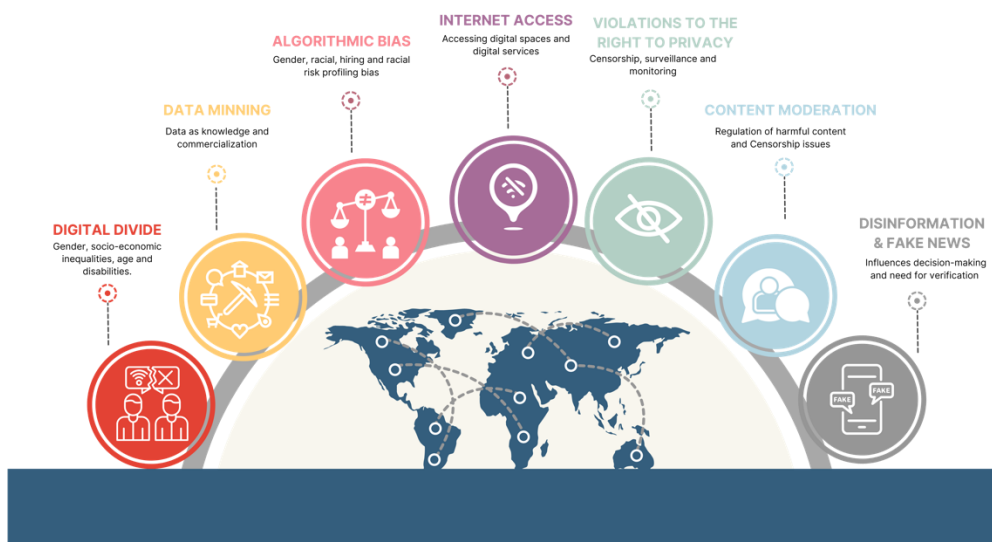 DIGITAL DIVIDE
Gender, socio-economic
inequalities, age and
disabilities.
DATA MINNING
Data as knowledge and
commercialization
ALGORITHMIC BIAS
Gender, racial, hiring and racial
risk profiling bias
INTERNET ACCESS
Accessing digital spaces and
digital services
VIOLATIONS TO THE
RIGHT TO PRIVACY
Censorship, surveillance and
monitoring
CONTENT MODERATION
Regulation of harmful content
and Censorship issues
DISINFORMATION
& FAKE NEWS
Influences decision-making
and need for verification
FAKE
FAKE